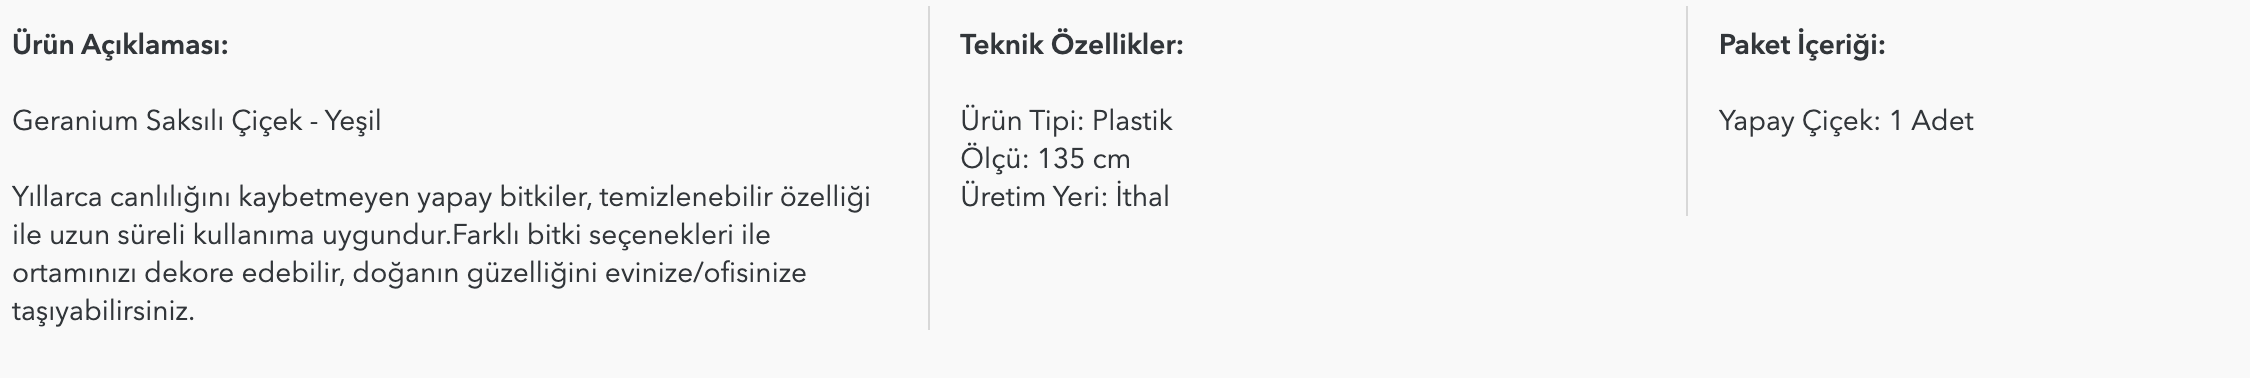 Ürün Açıklaması:
Geranium Saksılı Çiçek - Yeşil
Yıllarca canlılığını kaybetmeyen yapay bitkiler, temizlenebilir özelliği
ile uzun süreli kullanıma uygundur.Farklı bitki seçenekleri ile
ortamınızı dekore edebilir, doğanın güzelliğini evinize/ofisinize
taşıyabilirsiniz.
Teknik Özellikler:
Ürün Tipi: Plastik
Ölçü: 135 cm
Üretim Yeri: İthal
Paket İçeriği:
Yapay Çiçek: 1 Adet